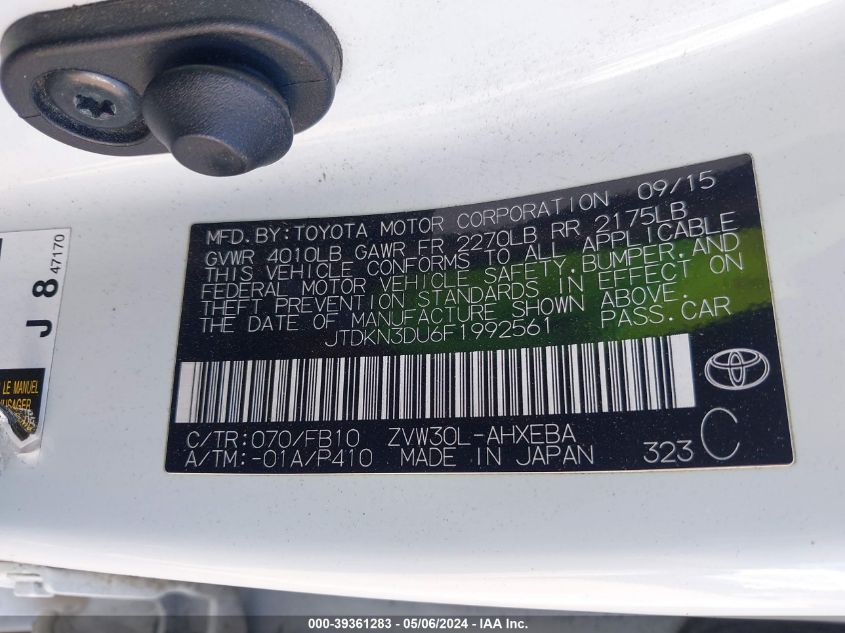 MFD. BY: TOYOTA MOTOR CORPORATION 09/15
GVWR 4010LB GAWR FR 2270LB RR 2175LB
THIS VEHICLE CONFORMS TO ALL APPLICABLE
FEDERAL MOTOR VEHICLE SAFETY,BUMPER,AND
THEFT PREVENTION STANDARDS IN EFFECT ON
THE DATE OF MANUFACTURE SHOWN ABOVE.
JTDKN3DU6F1992561 PASS.CAR
C/TR:070/FB10 ZVW30L-AHXEBA
A/TM:-01A/P410 MADE IN JAPAN 323 C
J 8 47170
LE MANUEL
000-39361283 - 05/06/2024 - IAA Inc.